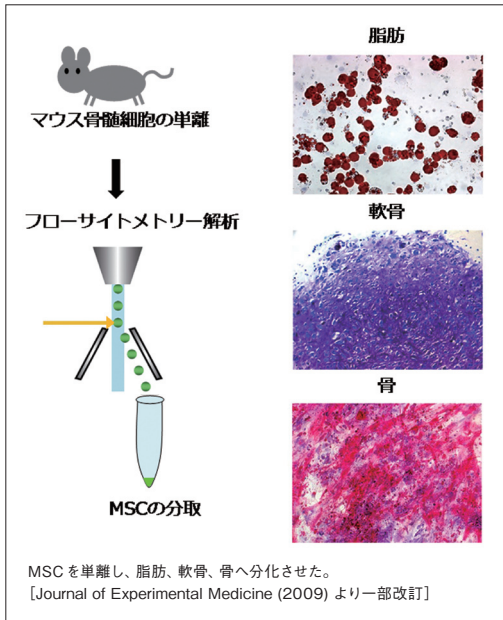 マウス骨髄細胞の単離
フローサイトメトリー解析
MSCの分取
脂肪
軟骨
骨
MSCを単離し、脂肪、軟骨、骨へ分化させた。
[Journal of Experimental Medicine (2009) より一部改訂]